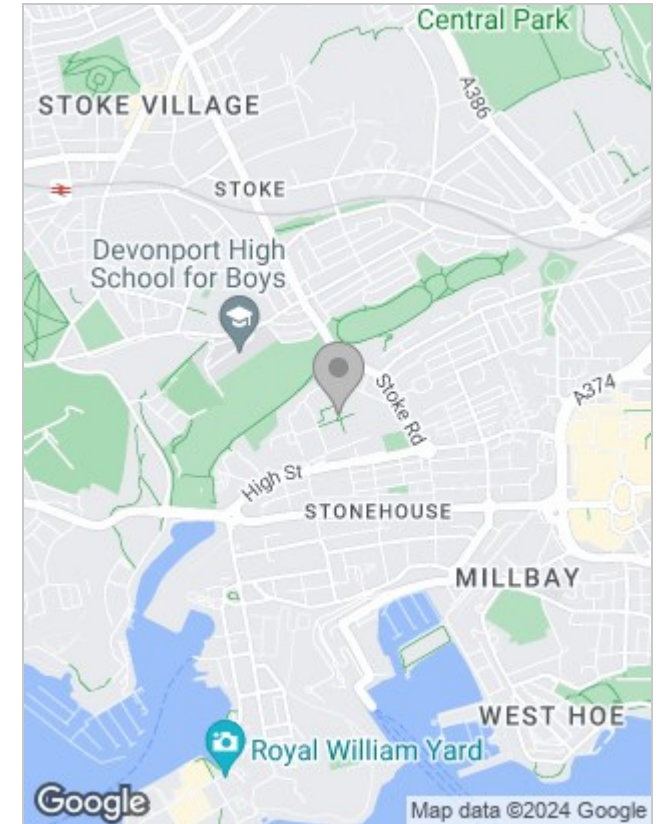 Central Park
A386
STOKE VILLAGE
STOKE
Devonport High
School for Boys
Stoke Rd
A374
High St
STONEHOUSE
MILLBAY
WEST HOE
Royal William Yard
Google
Map data ©2024 Google